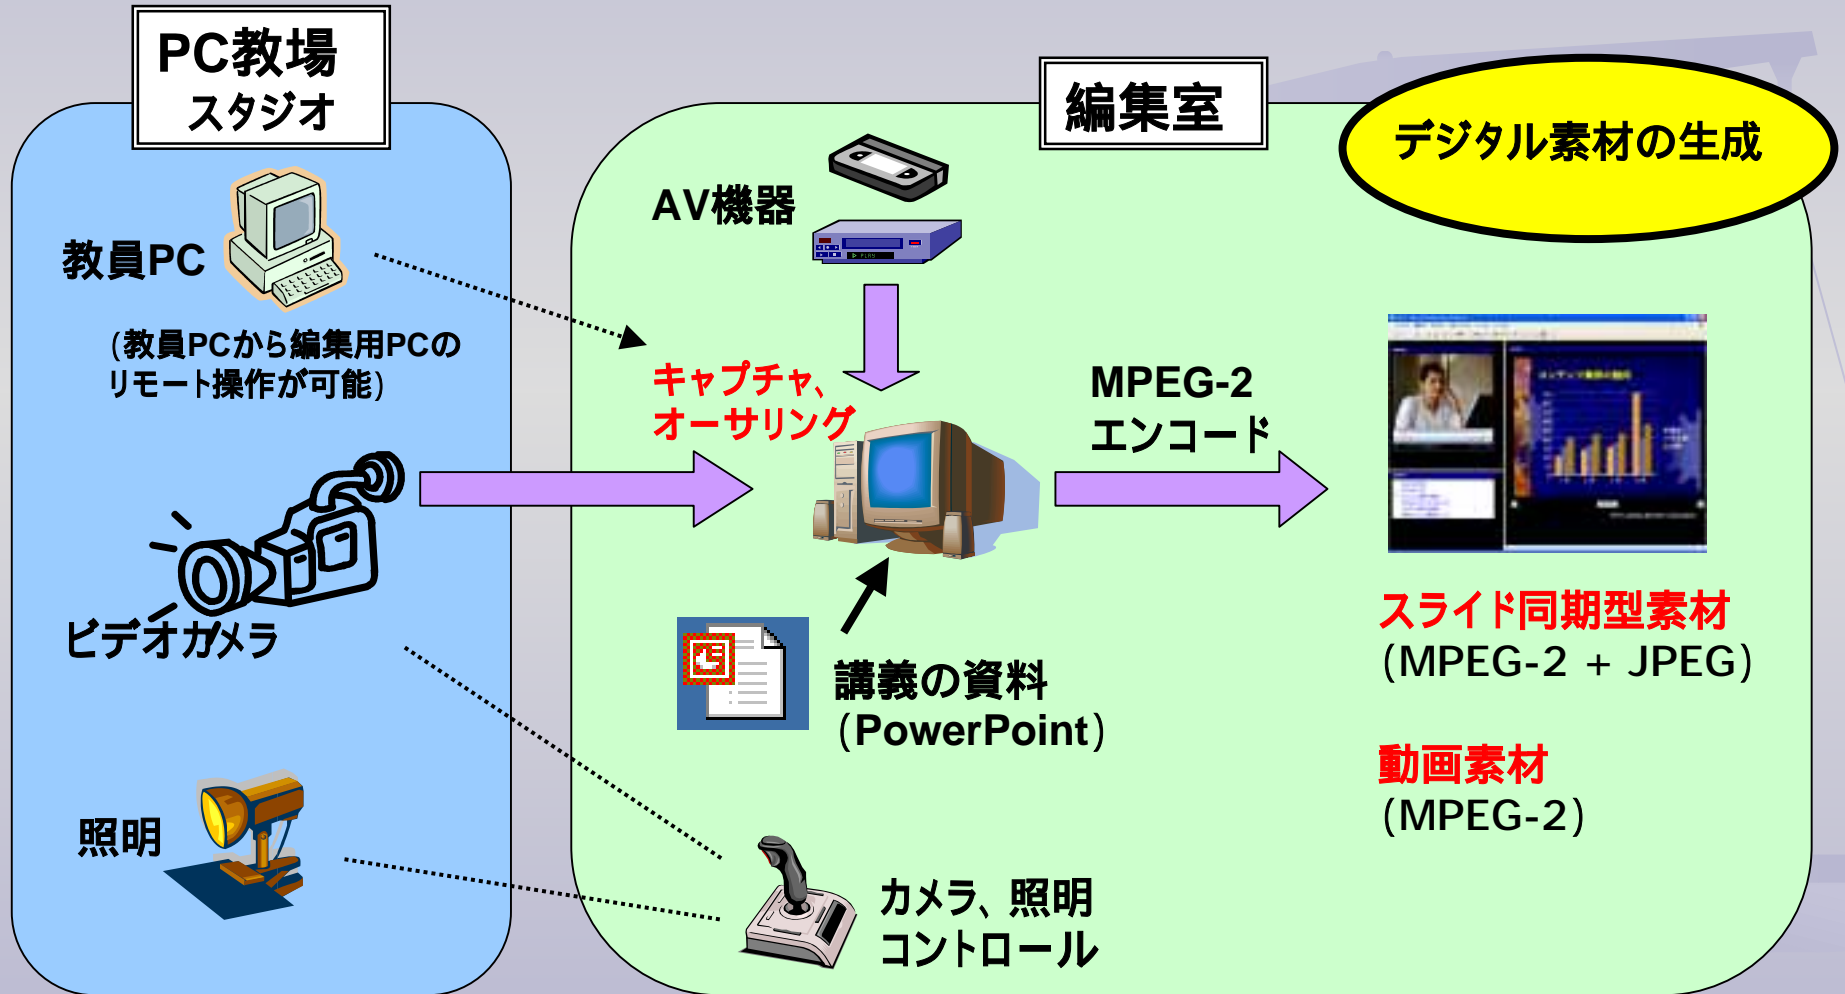 PC教場
スタジオ
編集室
デジタル素材の生成
教員PC
(教員PCから編集用PCの
リモート操作が可能)
ビデオカメラ
照明
AV機器
キャプチャ、
オーサリング
MPEG-2
エンコード
講義の資料
(PowerPoint)
カメラ、照明
コントロール
スライド同期型素材
(MPEG-2 + JPEG)
動画素材
(MPEG-2)